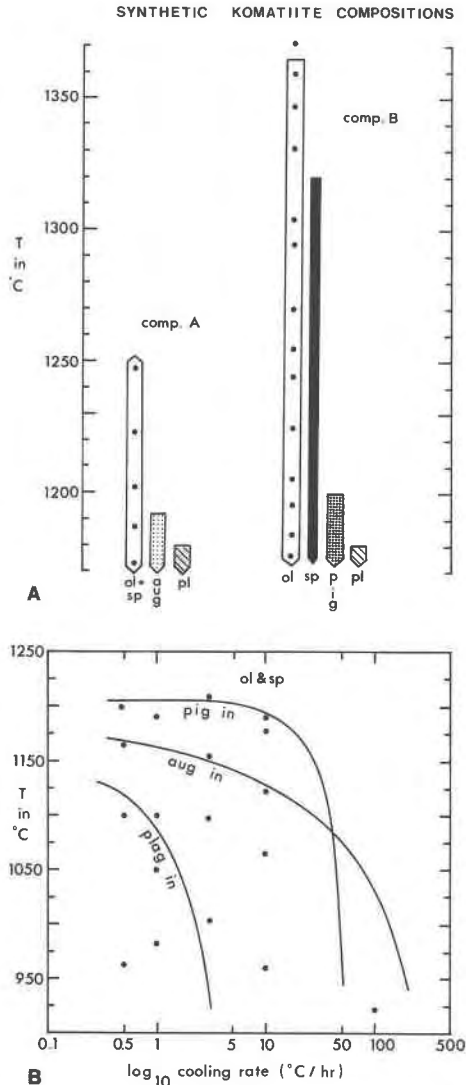 SYNTHETIC KOMATIITE COMPOSITIONS
1350
comp. B
1300
T
in
°C
comp. A
1250
1200
ol+
sp
aug
pl
ol
sp
pig
pl
A
1250
ol & sp
pig in
1150
aug in
T
in
°C
plag in
1050
950
0.1
0.5
1
5
10
50
100
500
log10 cooling rate (°C / hr)
B